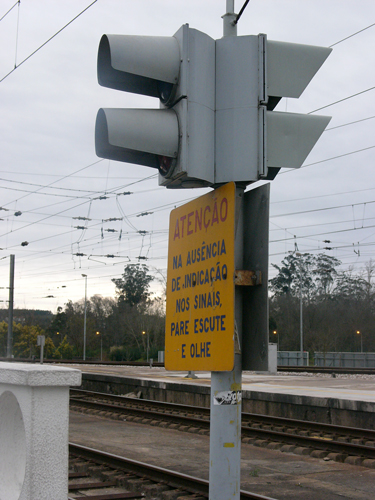 ATENÇÃO
NA AUSÊNCIA
DE INDICAÇÃO
NOS SINAIS,
PARE ESCUTE
E OLHE